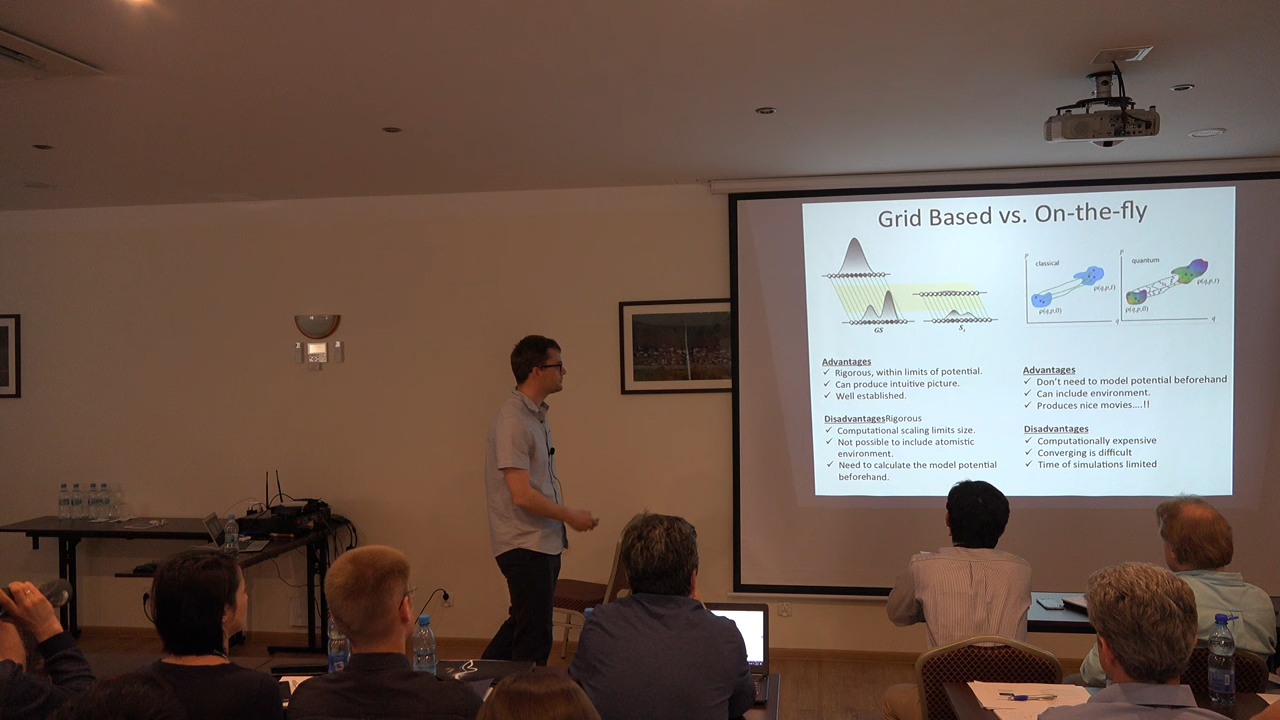 Grid Based vs. On-the-fly
GS
S₁
p
classical
ρ(q,p,t)
ρ(q,p,0)
q
p
quantum
ρ(q,p,t)
ρ(q,p,0)
q
Advantages
✓ Rigorous, within limits of potential.
✓ Can produce intuitive picture.
✓ Well established.
DisadvantagesRigorous
✓ Computational scaling limits size.
✓ Not possible to include atomistic
environment.
✓ Need to calculate the model potential
beforehand.
Advantages
✓ Don't need to model potential beforehand
✓ Can include environment.
✓ Produces nice movies....!!
Disadvantages
✓ Computationally expensive
✓ Converging is difficult
✓ Time of simulations limited